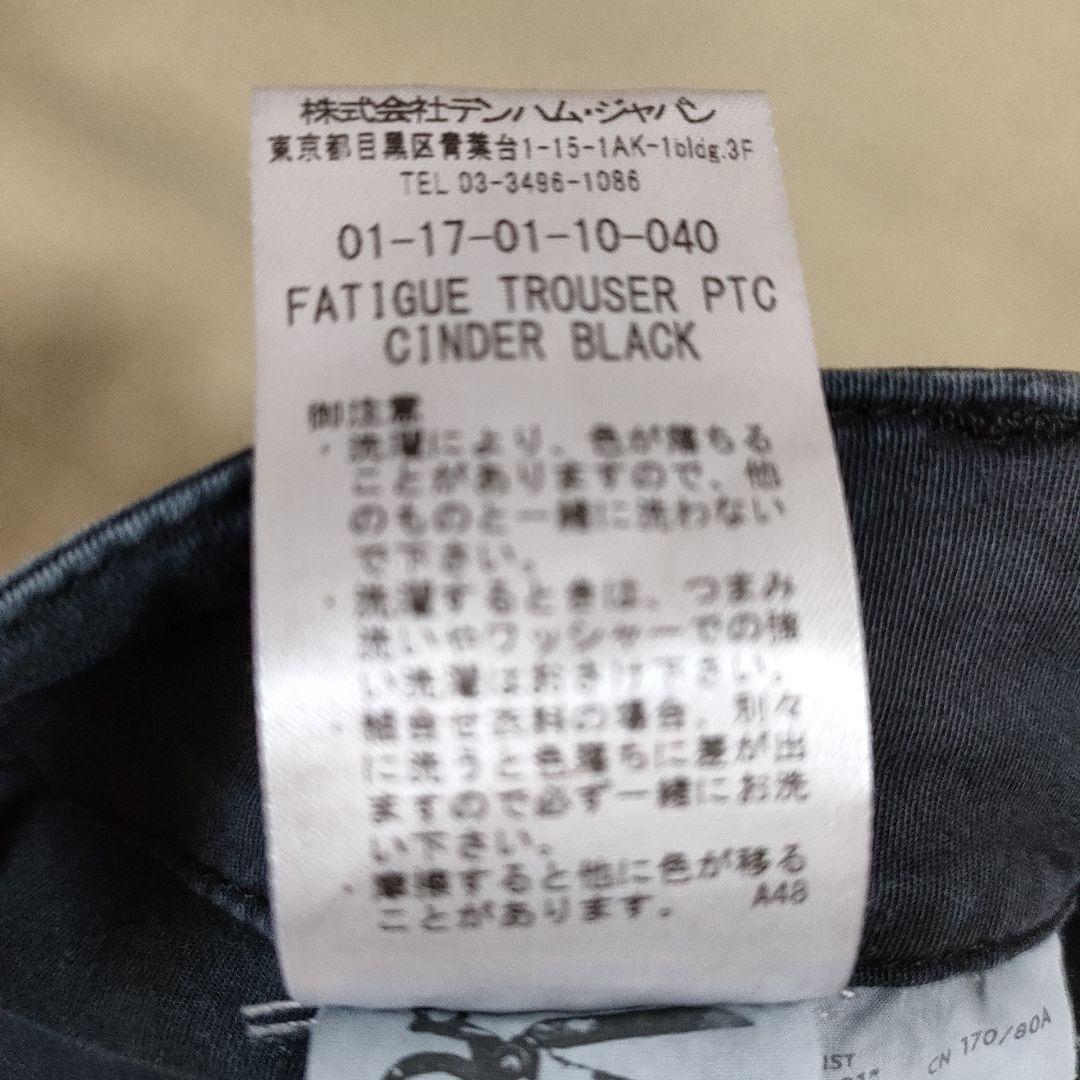 株式会社デンハム・ジャパン
東京都目黒区青葉台1-15-1AK-1bldg.3F
TEL 03-3496-1086
01-17-01-10-040
FATIGUE TROUSER PTC
CINDER BLACK
御注意
・洗濯により、色が落ちる
ことがありますので、他
のものと一緒に洗わない
で下さい。
・洗濯するときは、つまみ
洗いやワッシャーでの強
い洗濯はおさけ下さい。
・組合せ衣料の場合、別々
に洗うと色落ちに差が出
ますので必ず一緒にお洗
い下さい。
・摩擦すると他に色が移る
ことがあります。 A48
CN 170/80A